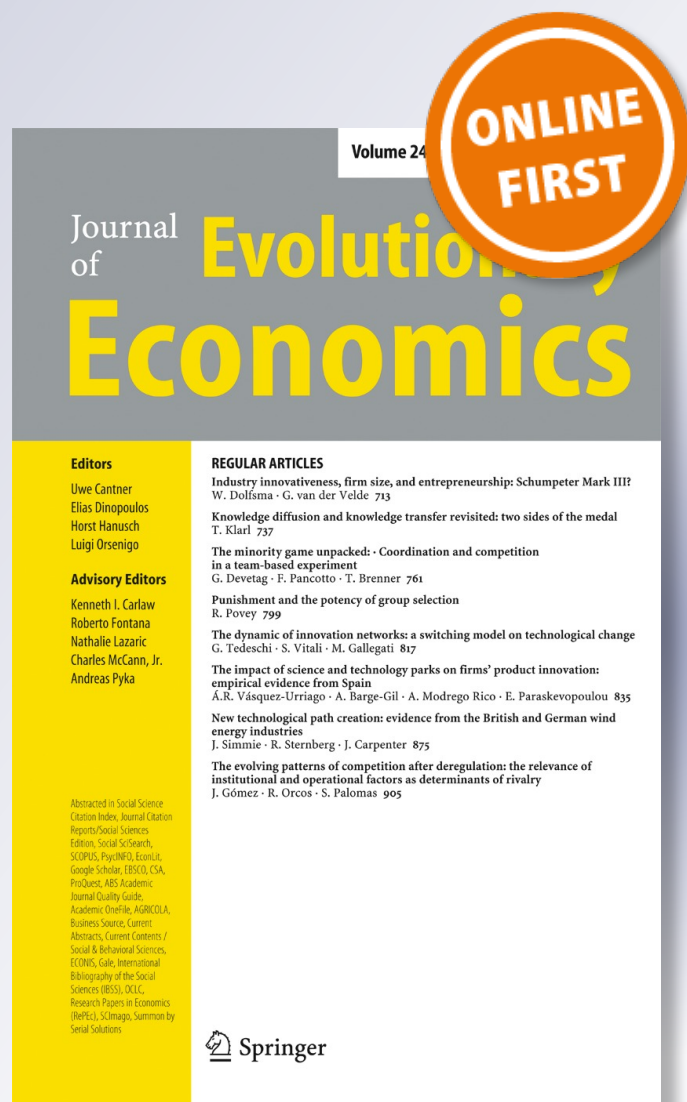 ONLINE
FIRST
Volume 24
Journal
of
Economics
Editors
Uwe Cantner
Elias Dinopoulos
Horst Hanusch
Luigi Orsenigo
Advisory Editors
Kenneth I. Carlaw
Roberto Fontana
Nathalie Lazaric
Charles McCann, Jr.
Andreas Pyka
Abstracted in Social Science
Citation Index, Journal Citation
Reports/Social Sciences
Edition, Social SciSearch,
SCOPUS, PsycINFO, EconLit,
Google Scholar, EBSCO, CSA,
ProQuest, ABS Academic
Journal Quality Guide,
Academic OneFile, AGRICOLA,
Business Source, Current
Abstracts, Current Contents /
Social & Behavioral Sciences,
ECONIS, Gale, International
Bibliography of the Social
Sciences (IBSS), OCLC,
Research Papers in Economics
(RePEc), SCImago, Summon by
Serial Solutions
REGULAR ARTICLES
Industry innovativeness, firm size, and entrepreneurship: Schumpeter Mark III?
W. Dolfsma · G. van der Velde 713
Knowledge diffusion and knowledge transfer revisited: two sides of the medal
T. Klarl 737
The minority game unpacked: · Coordination and competition
in a team-based experiment
G. Devetag · F. Pancotto · T. Brenner 761
Punishment and the potency of group selection
R. Povey 799
The dynamic of innovation networks: a switching model on technological change
G. Tedeschi · S. Vitali · M. Gallegati 817
The impact of science and technology parks on firms’ product innovation:
empirical evidence from Spain
Á.R. Vásquez-Urriago · A. Barge-Gil · A. Modrego Rico · E. Paraskevopoulou 835
New technological path creation: evidence from the British and German wind
energy industries
J. Simmie · R. Sternberg · J. Carpenter 875
The evolving patterns of competition after deregulation: the relevance of
institutional and operational factors as determinants of rivalry
J. Gómez · R. Orcos · S. Palomas 905
Springer